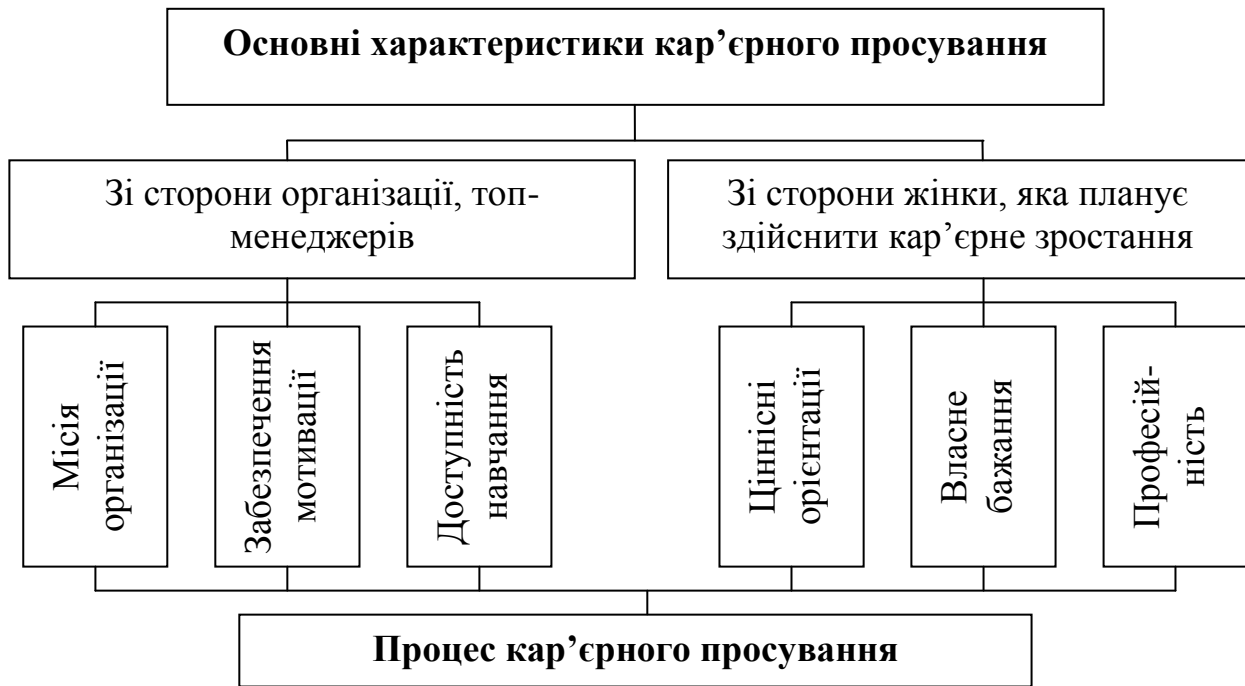 Основні характеристики кар’єрного просування
Зі сторони організації, топ-
менеджерів
Зі сторони жінки, яка планує
здійснити кар’єрне зростання
Місія
організації
Забезпечення
мотивації
Доступність
навчання
Ціннісні
орієнтації
Власне
бажання
Професій-
ність
Процес кар’єрного просування